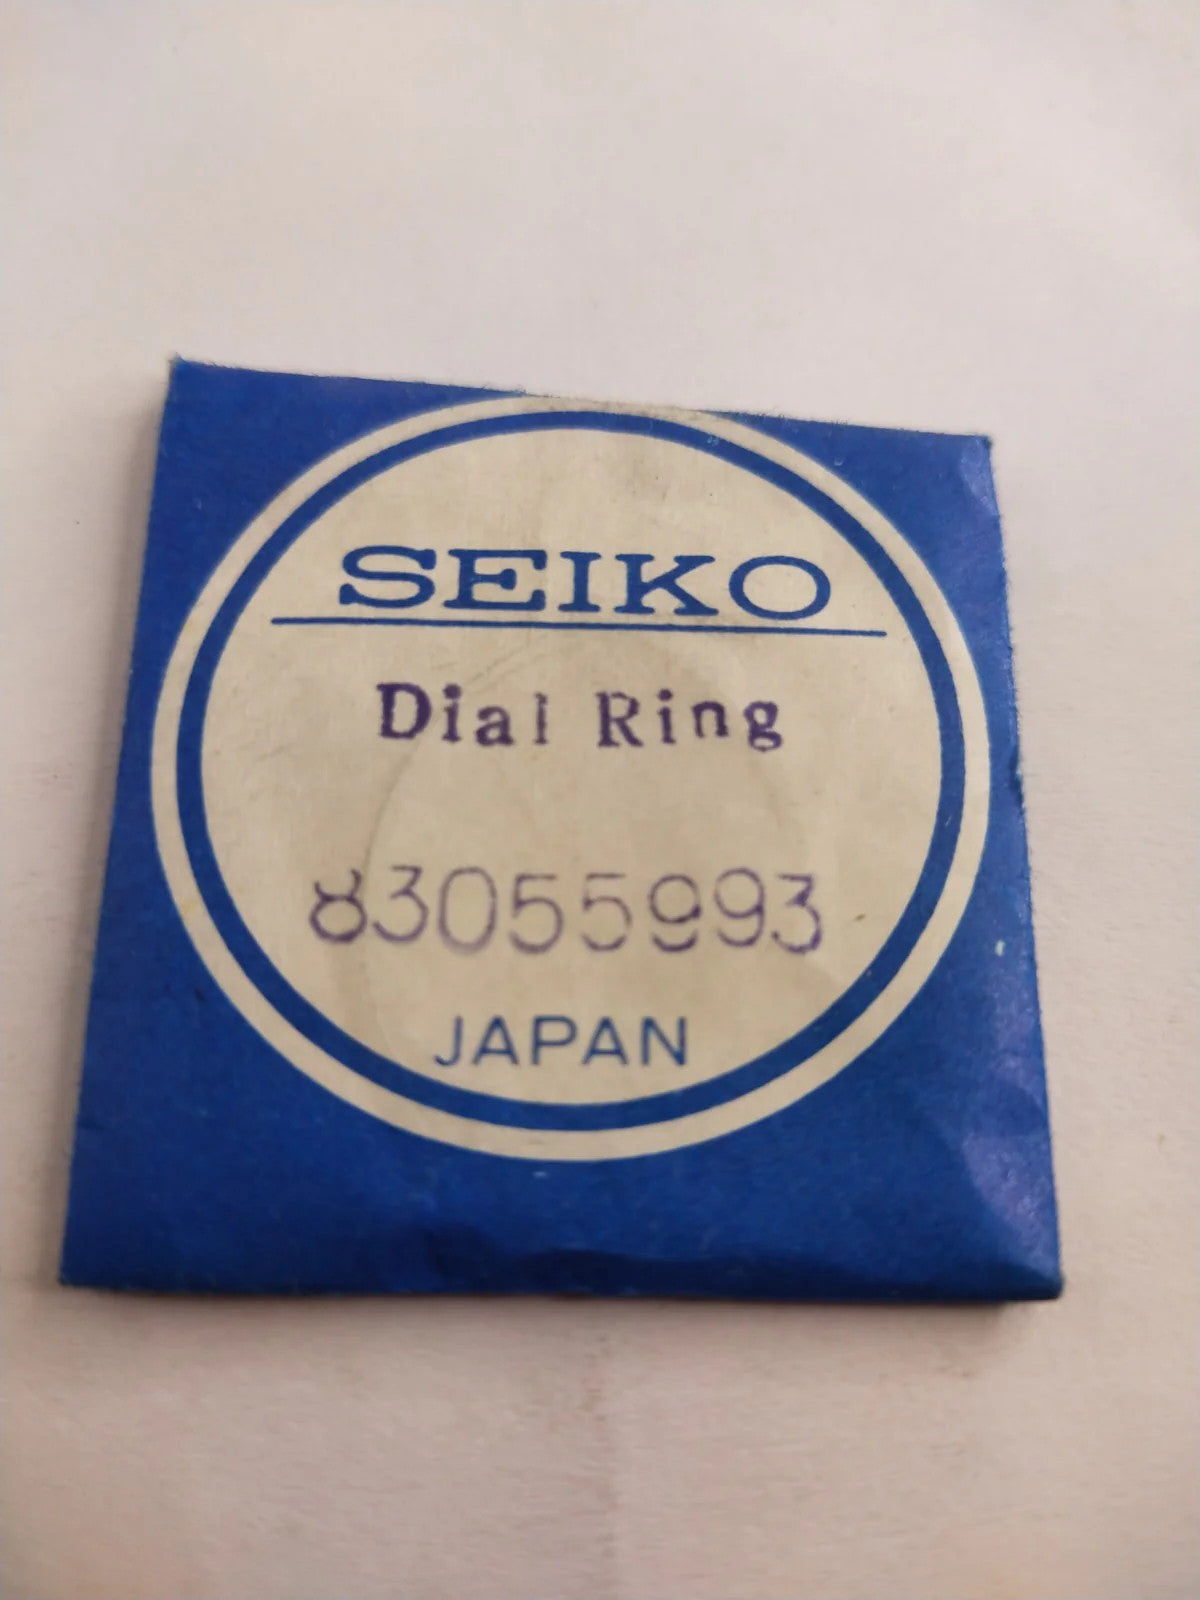 SEIKO
Dial Ring
83055993
JAPAN